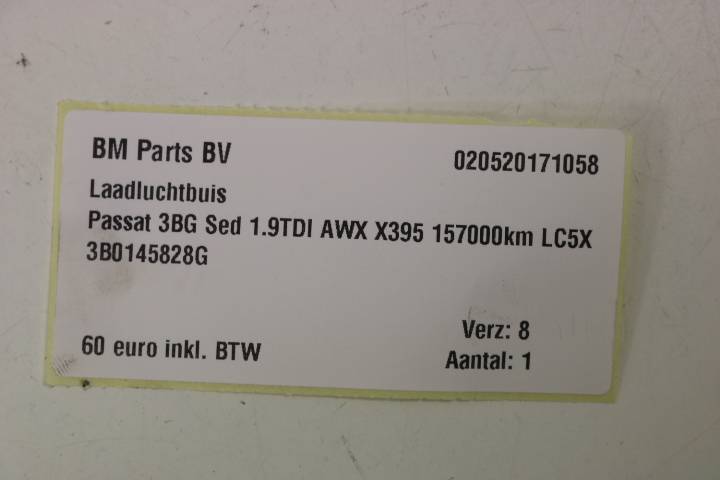 BM Parts BV 020520171058
Laadluchtbuis
Passat 3BG Sed 1.9TDI AWX X395 157000km LC5X
3B0145828G
Verz: 8
60 euro inkl. BTW Aantal: 1